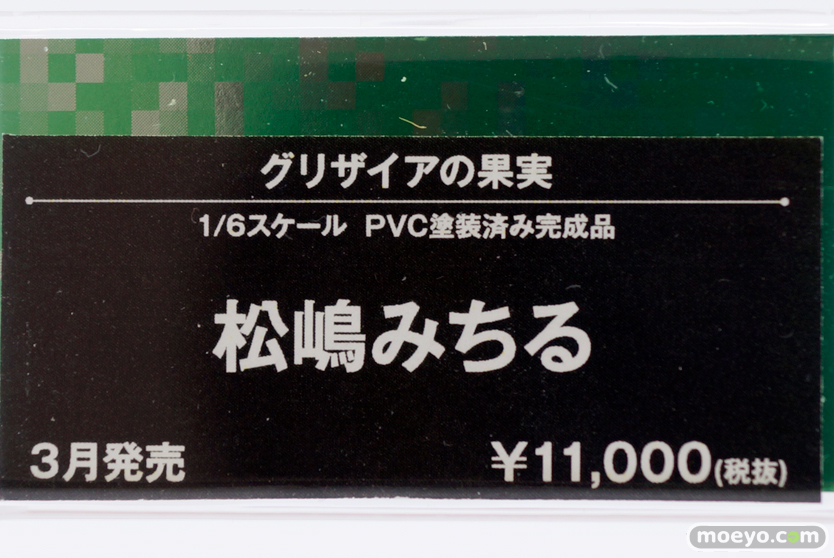 グリザイアの果実
1/6スケール PVC塗装済み完成品
松嶋みちる
3月発売
¥11,000(税抜)
moeyo.com